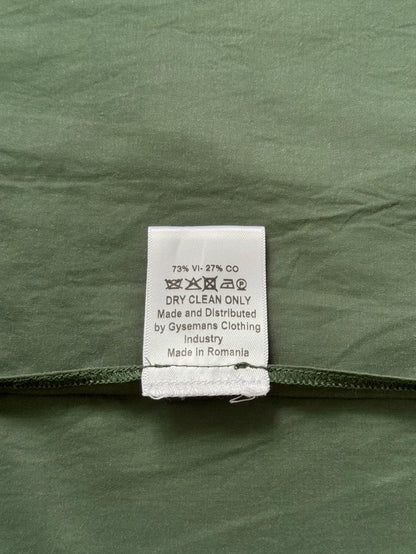 73% VI- 27% CO
DRY CLEAN ONLY
Made and Distributed
by Gysemans Clothing
Industry
Made in Romania